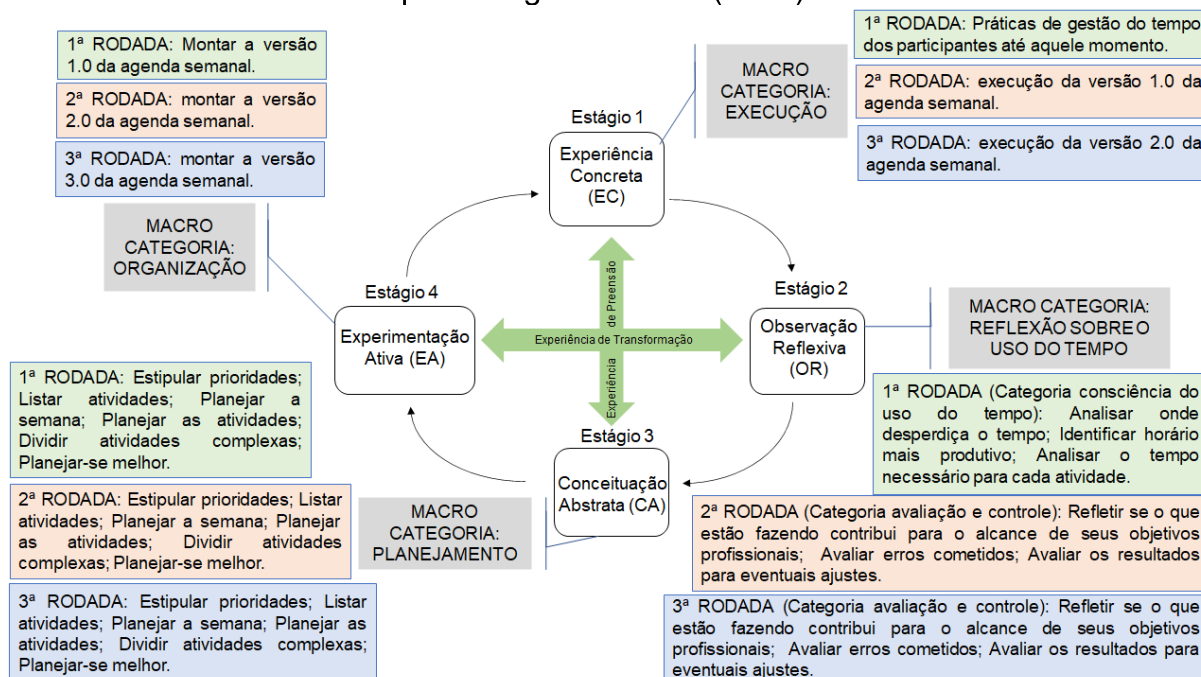 1ª RODADA: Montar a versão
1.0 da agenda semanal.
2ª RODADA: montar a versão
2.0 da agenda semanal.
3ª RODADA: montar a versão
3.0 da agenda semanal.
MACRO
CATEGORIA:
ORGANIZAÇÃO
Estágio 1
Experiência
Concreta
(EC)
MACRO
CATEGORIA:
EXECUÇÃO
1ª RODADA: Práticas de gestão do tempo
dos participantes até aquele momento.
2ª RODADA: execução da versão 1.0 da
agenda semanal.
3ª RODADA: execução da versão 2.0 da
agenda semanal.
Estágio 4
Experimentação
Ativa (EA)
Experiência de Transformação
Experiência de Preensão
Estágio 2
Observação
Reflexiva
(OR)
MACRO CATEGORIA:
REFLEXÃO SOBRE O
USO DO TEMPO
1ª RODADA (Categoria consciência do
uso do tempo): Analisar onde
desperdiça o tempo; Identificar horário
mais produtivo; Analisar o tempo
necessário para cada atividade.
2ª RODADA (Categoria avaliação e controle): Refletir se o que
estão fazendo contribui para o alcance de seus objetivos
profissionais; Avaliar erros cometidos; Avaliar os resultados
para eventuais ajustes.
3ª RODADA (Categoria avaliação e controle): Refletir se o que
estão fazendo contribui para o alcance de seus objetivos
profissionais; Avaliar erros cometidos; Avaliar os resultados para
eventuais ajustes.
Estágio 3
Conceituação
Abstrata (CA)
MACRO
CATEGORIA:
PLANEJAMENTO
1ª RODADA: Estipular prioridades;
Listar atividades; Planejar a
semana; Planejar as atividades;
Dividir atividades complexas;
Planejar-se melhor.
2ª RODADA: Estipular prioridades; Listar
atividades; Planejar a semana; Planejar
as atividades; Dividir atividades
complexas; Planejar-se melhor.
3ª RODADA: Estipular prioridades; Listar
atividades; Planejar a semana; Planejar as
atividades; Dividir atividades complexas;
Planejar-se melhor.